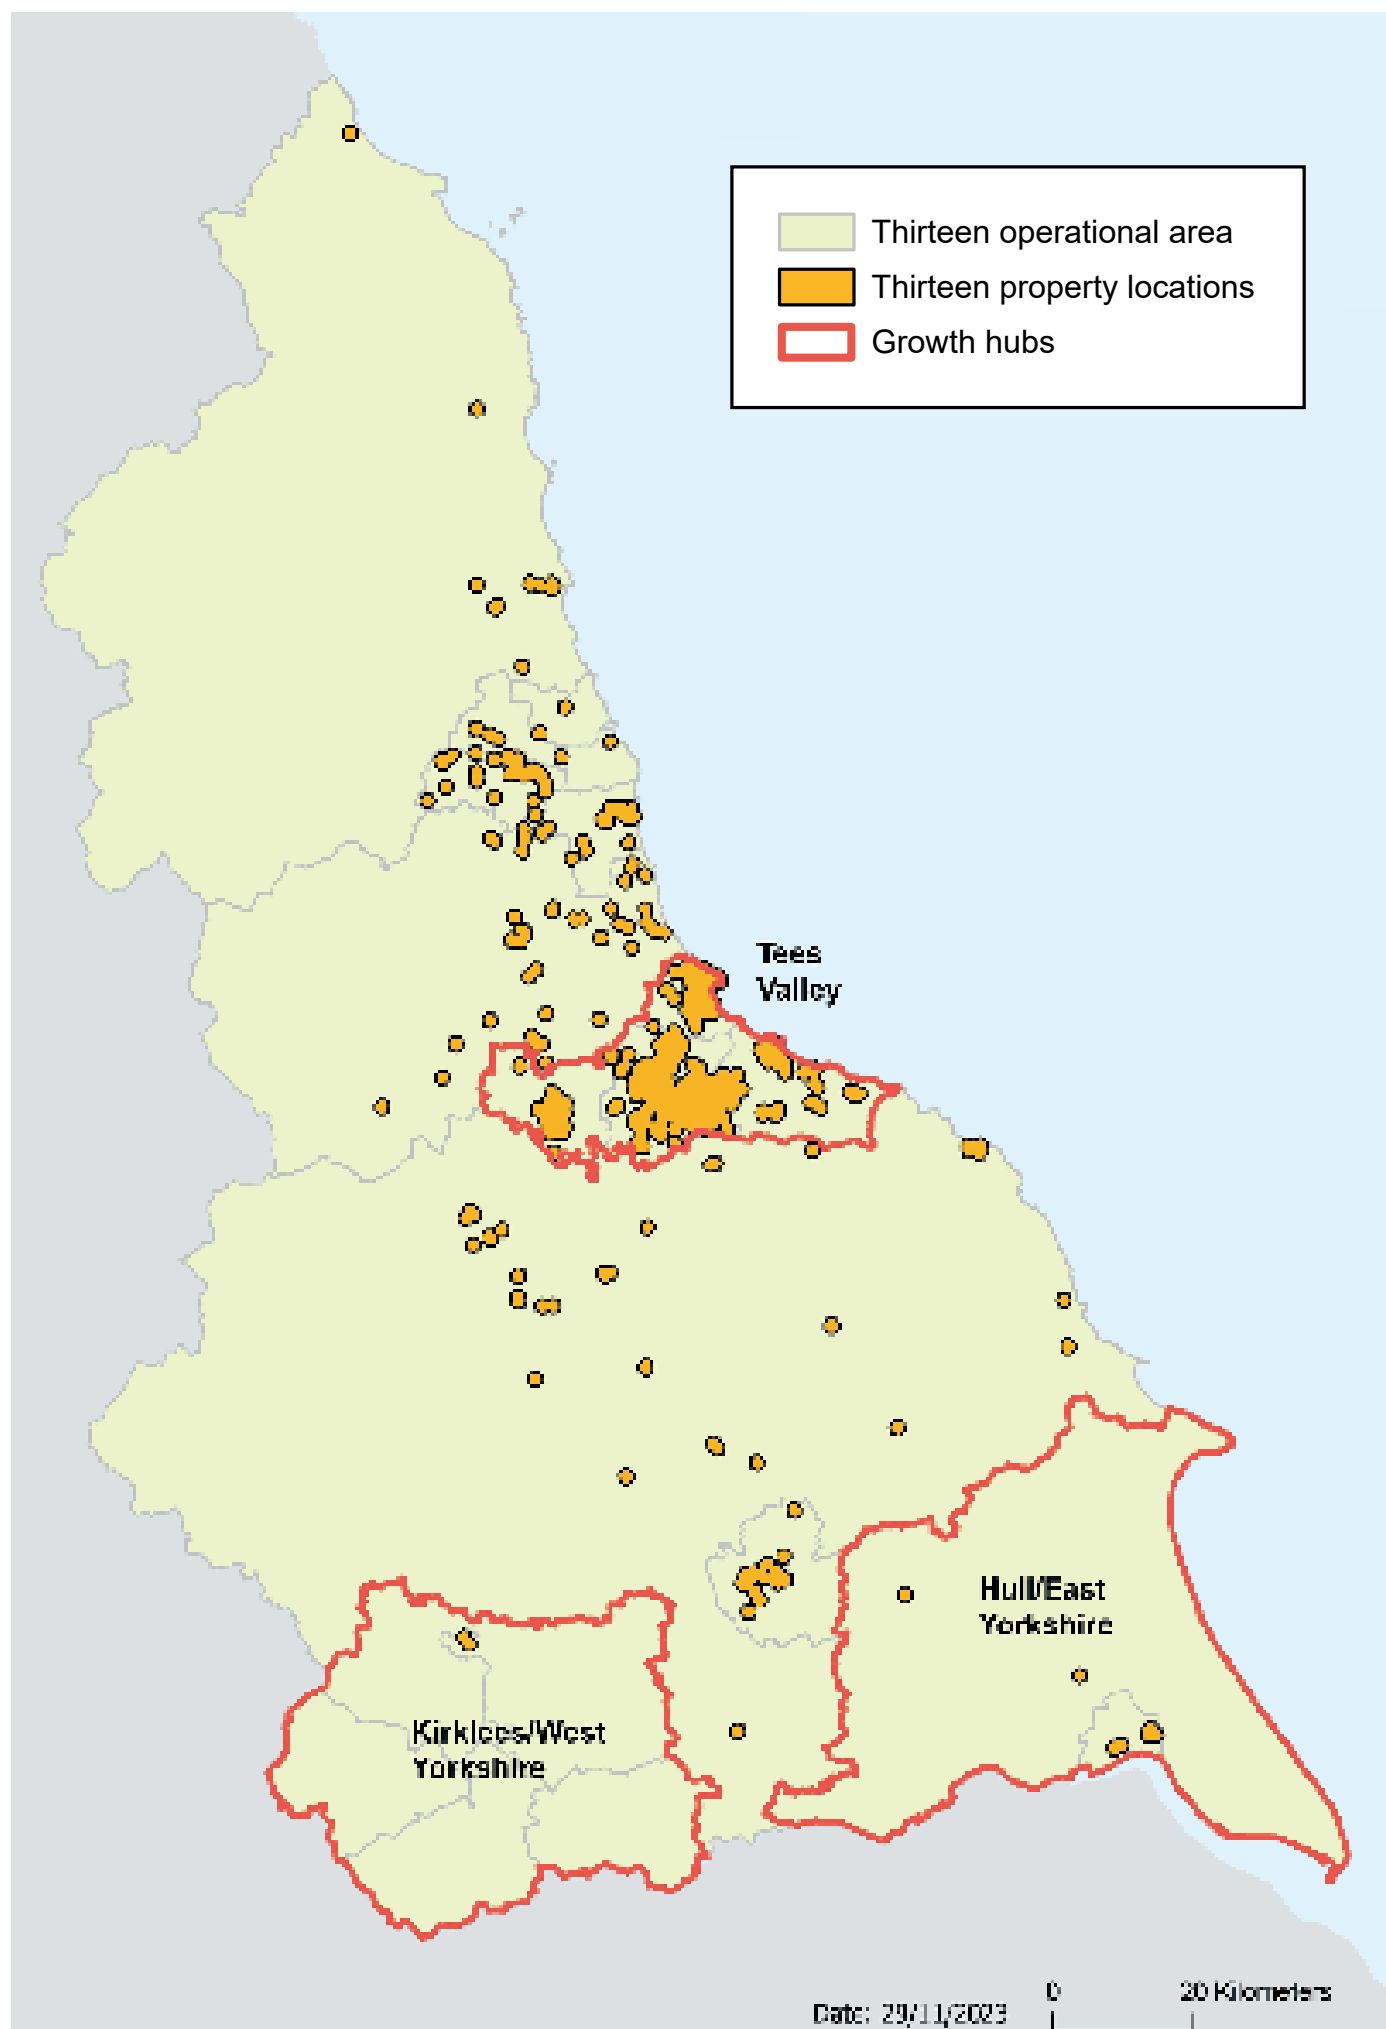 Thirteen operational area
Thirteen property locations
Growth hubs
Tees
Valley
Hull/East
Yorkshire
Kirklees/West
Yorkshire
0 20 Kilometers
Date: 29/11/2023